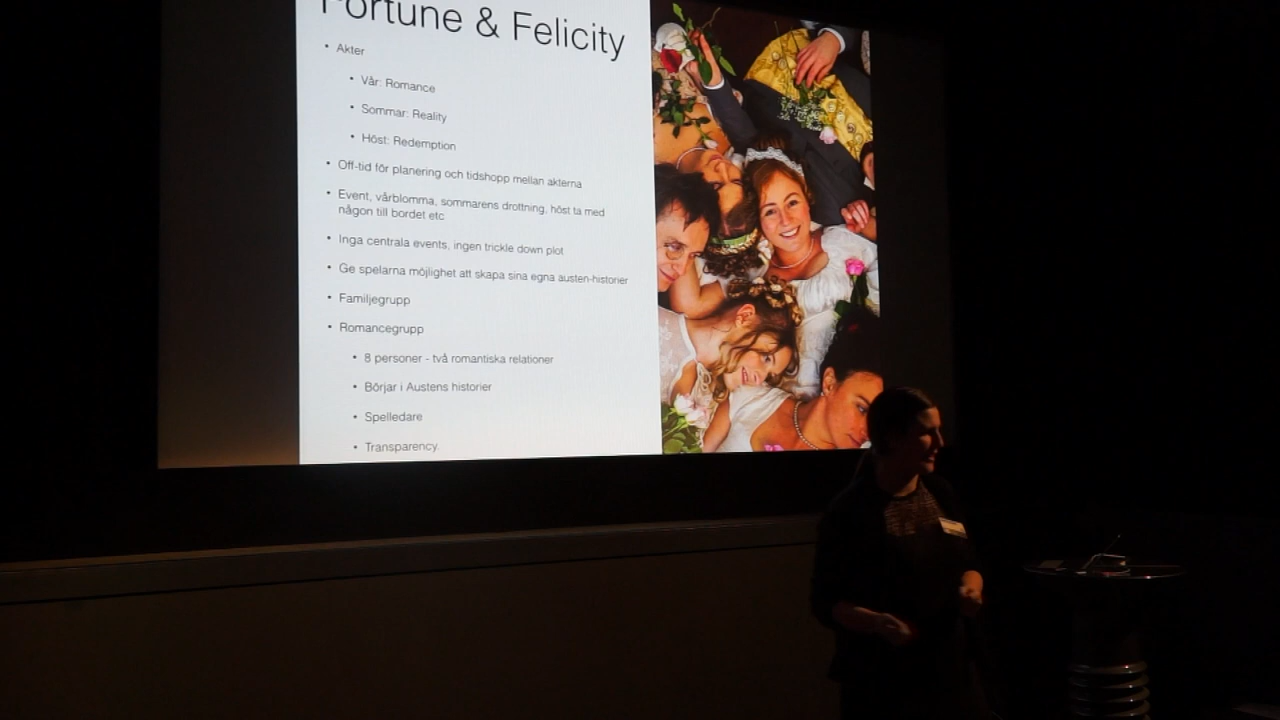 Fortune & Felicity
• Akter
• Vår: Romance
• Sommar: Reality
• Höst: Redemption
• Off-tid för planering och tidshopp mellan akterna
• Event, vårblomma, sommarens drottning, höst ta med
någon till bordet etc
• Inga centrala events, ingen trickle down plot
• Ge spelarna möjlighet att skapa sina egna austen-historier
• Familjegrupp
• Romancegrupp
• 8 personer - två romantiska relationer
• Börjar i Austens historier
• Spelledare
• Transparency.